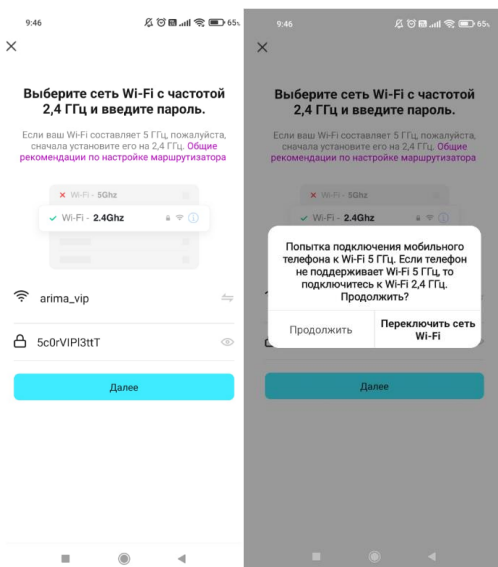 9:46
65%
Выберите сеть Wi-Fi с частотой
2,4 ГГц и введите пароль.
Если ваш Wi-Fi составляет 5 ГГц, пожалуйста,
сначала установите его на 2,4 ГГц. Общие
рекомендации по настройке маршрутизатора
Wi-Fi - 5Ghz
Wi-Fi - 2.4Ghz
arima_vip
5c0rVIPl3ttT
Далее
9:46
65%
Выберите сеть Wi-Fi с частотой
2,4 ГГц и введите пароль.
Если ваш Wi-Fi составляет 5 ГГц, пожалуйста,
сначала установите его на 2,4 ГГц. Общие
рекомендации по настройке маршрутизатора
Wi-Fi - 5Ghz
Wi-Fi - 2.4Ghz
Попытка подключения мобильного
телефона к Wi-Fi 5 ГГц. Если телефон
не поддерживает Wi-Fi 5 ГГц, то
подключитесь к Wi-Fi 2,4 ГГц.
Продолжить?
Продолжить
Переключить сеть
Wi-Fi
Далее